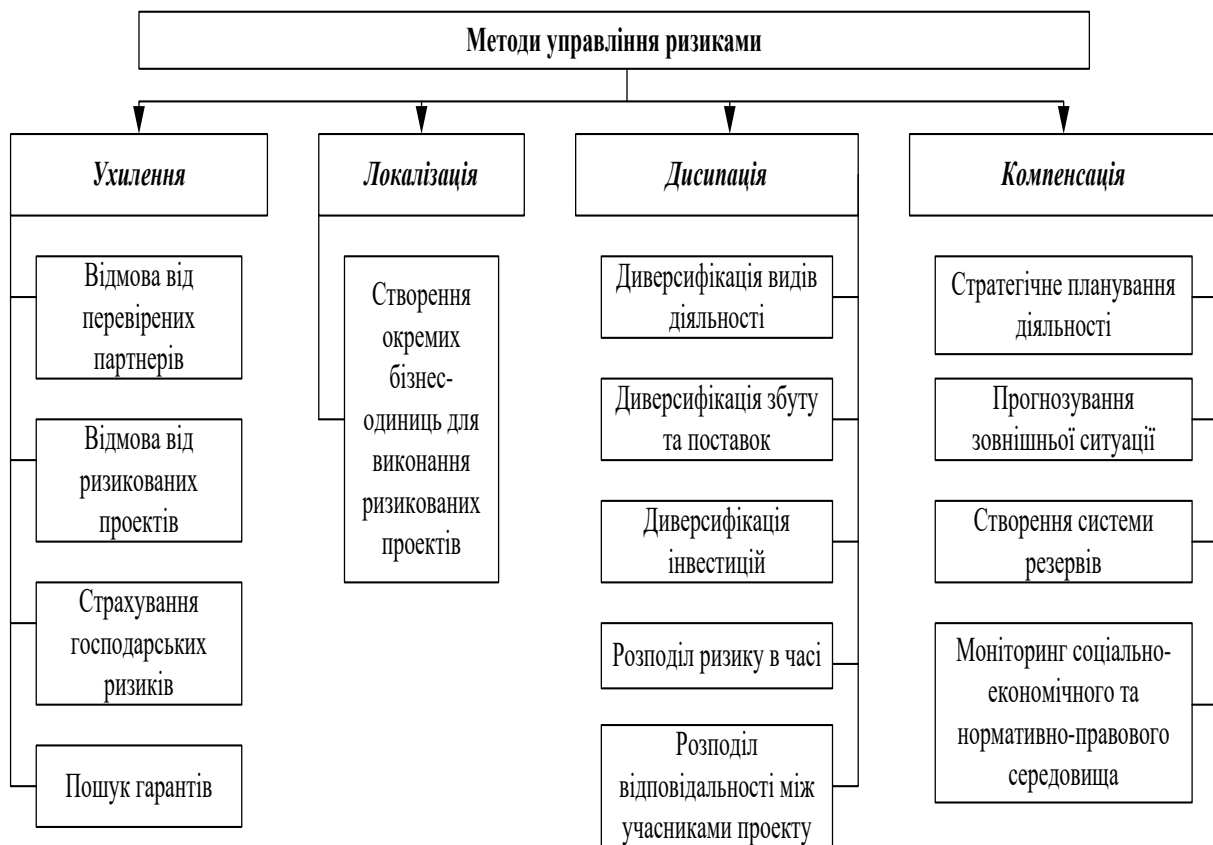 Методи управління ризиками
Ухилення
Відмова від
перевірених
партнерів
Відмова від
ризикованих
проектів
Страхування
господарських
ризиків
Пошук гарантів
Локалізація
Створення
окремих
бізнес-
одиниць для
виконання
ризикованих
проектів
Дисипація
Диверсифікація видів
діяльності
Диверсифікація збуту
та поставок
Диверсифікація
інвестицій
Розподіл ризику в часі
Розподіл
відповідальності між
учасниками проекту
Компенсація
Стратегічне планування
діяльності
Прогнозування
зовнішньої ситуації
Створення системи
резервів
Моніторинг соціально-
економічного та
нормативно-правового
середовища